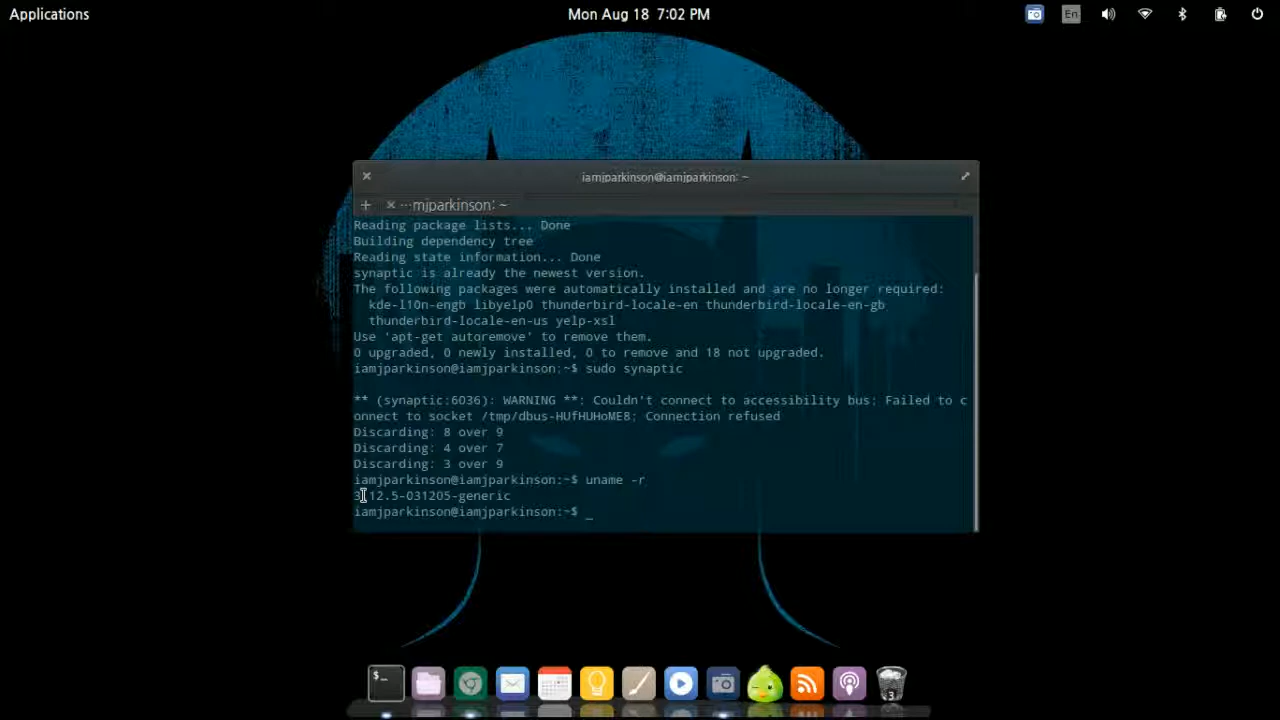 Applications
Mon Aug 18 7:02 PM
En
iamjparkinson@iamjparkinson: ~
+ × ···mjparkinson: ~
Reading package lists... Done
Building dependency tree
Reading state information... Done
synaptic is already the newest version.
The following packages were automatically installed and are no longer required:
kde-l10n-engb libyelp0 thunderbird-locale-en thunderbird-locale-en-gb
thunderbird-locale-en-us yelp-xsl
Use 'apt-get autoremove' to remove them.
0 upgraded, 0 newly installed, 0 to remove and 18 not upgraded.
iamjparkinson@iamjparkinson:~$ sudo synaptic
** (synaptic:6036): WARNING **: Couldn't connect to accessibility bus: Failed to c
onnect to socket /tmp/dbus-HUfHUHoME8: Connection refused
Discarding: 8 over 9
Discarding: 4 over 7
Discarding: 3 over 9
iamjparkinson@iamjparkinson:~$ uname -r
3.12.5-031205-generic
iamjparkinson@iamjparkinson:~$ _
$_
3